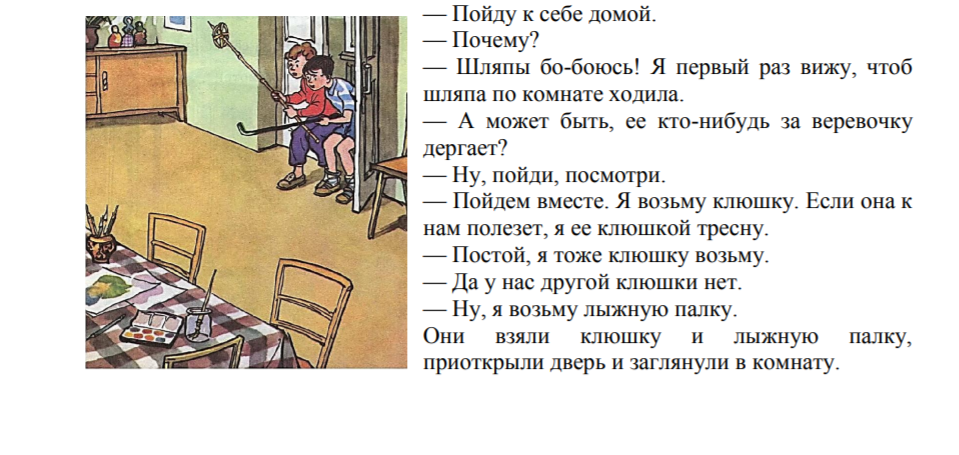 — Пойду к себе домой.
— Почему?
— Шляпы бо-боюсь! Я первый раз вижу, чтоб
шляпа по комнате ходила.
— А может быть, ее кто-нибудь за веревочку
дергает?
— Ну, пойди, посмотри.
— Пойдем вместе. Я возьму клюшку. Если она к
нам полезет, я ее клюшкой тресну.
— Постой, я тоже клюшку возьму.
— Да у нас другой клюшки нет.
— Ну, я возьму лыжную палку.
Они взяли клюшку и лыжную палку,
приоткрыли дверь и заглянули в комнату.